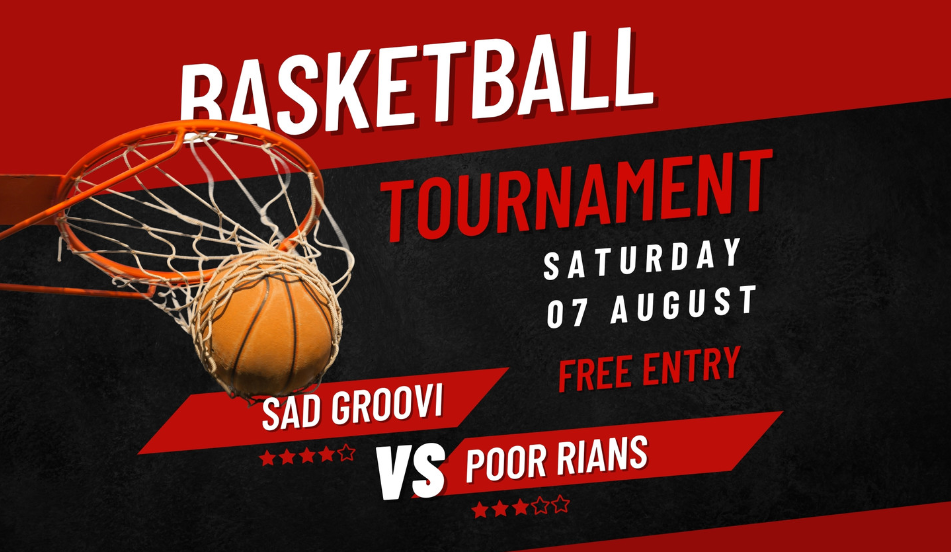 BASKETBALL
TOURNAMENT
SATURDAY
07 AUGUST
FREE ENTRY
SAD GROOVI
VS
POOR RIANS